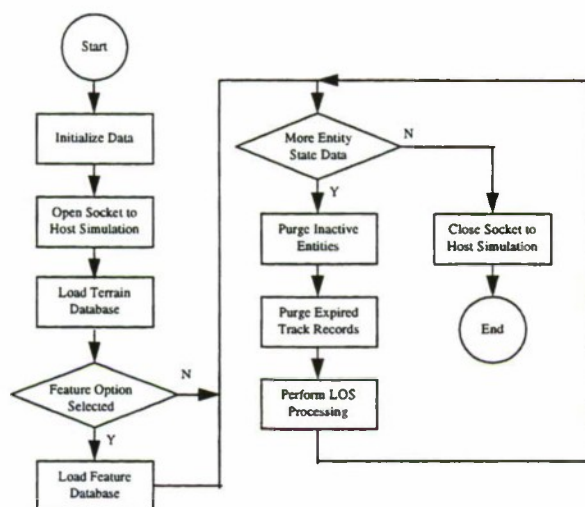 Start
Initialize Data
Open Socket to
Host Simulation
Load Terrain
Database
Feature Option
Selected
N
Y
Load Feature
Database
More Entity
State Data
N
Y
Purge Inactive
Entities
Purge Expired
Track Records
Perform LOS
Processing
Close Socket to
Host Simulation
End